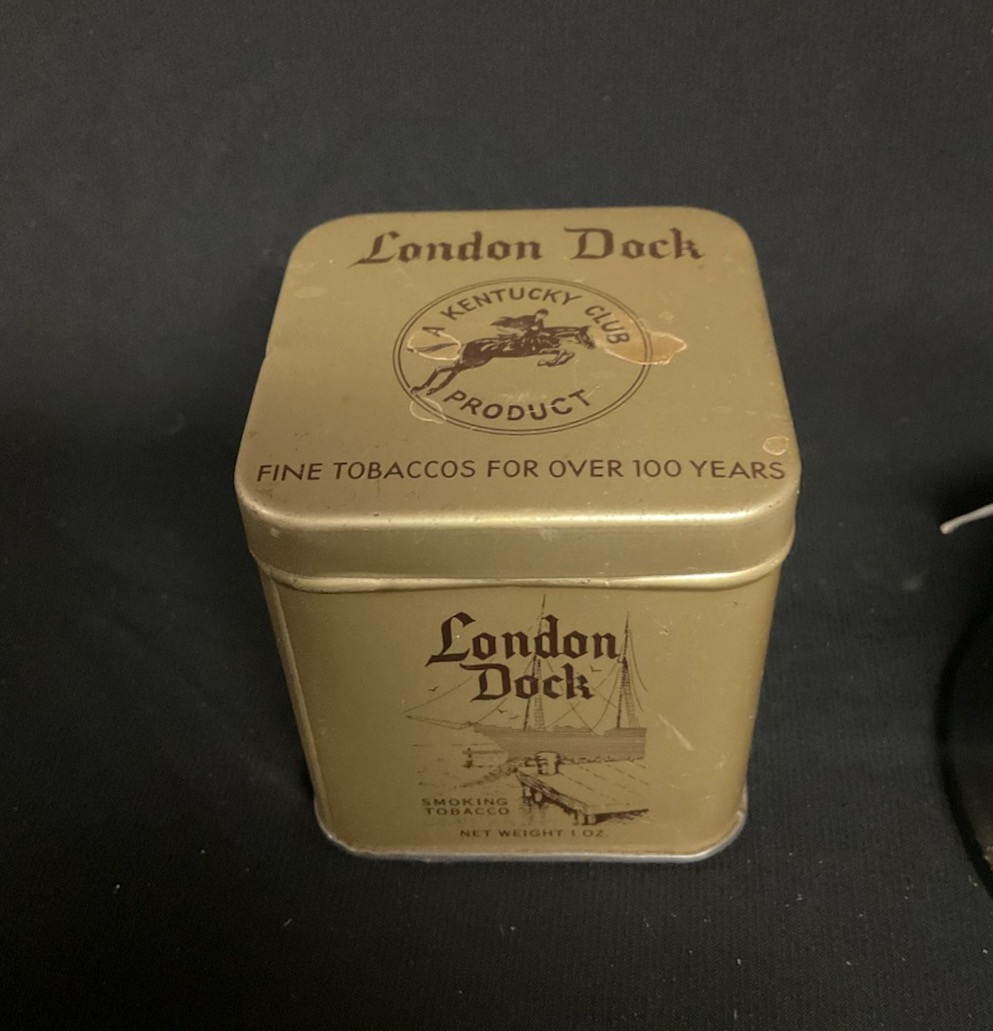 London Dock
A KENTUCKY CLUB
PRODUCT
FINE TOBACCOS FOR OVER 100 YEARS
London
Dock
SMOKING
TOBACCO
NET WEIGHT 1 OZ.